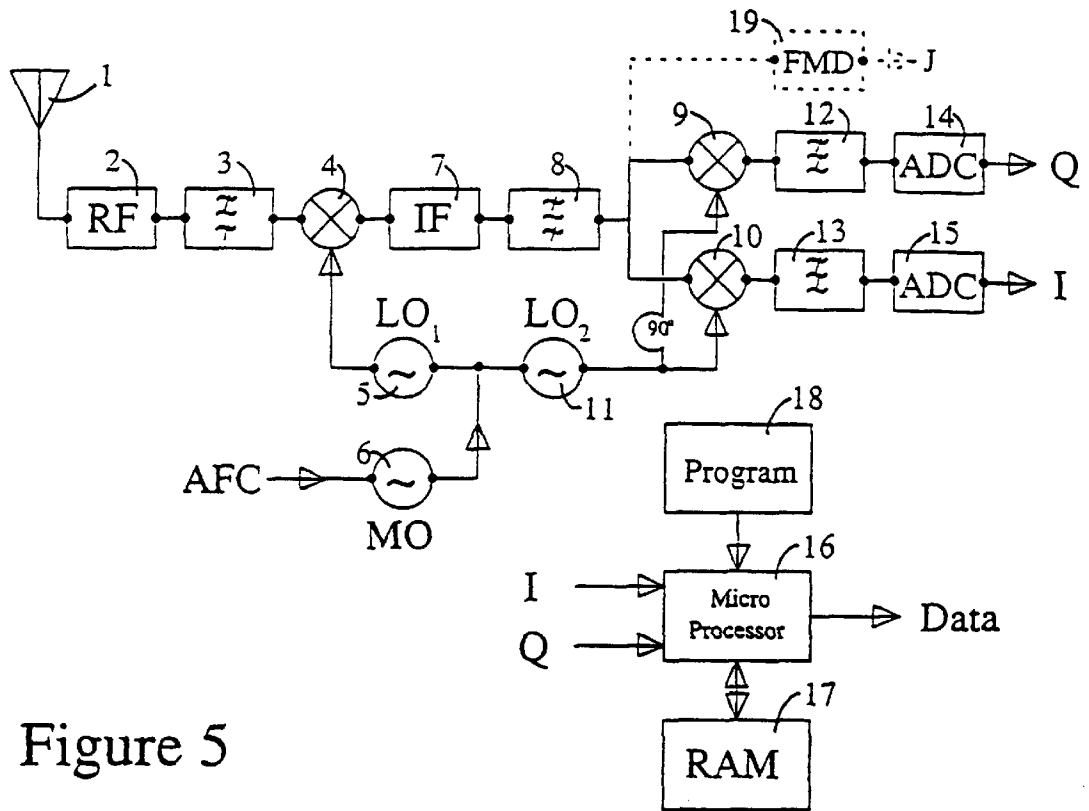 19
FMD
J
1
9
12
14
ADC
Q
2
RF
3
4
7
IF
8
10
13
15
ADC
I
90°
LO1
LO2
5
11
18
Program
6
AFC
MO
16
I
Micro
Processor
Data
Q
17
RAM
Figure 5